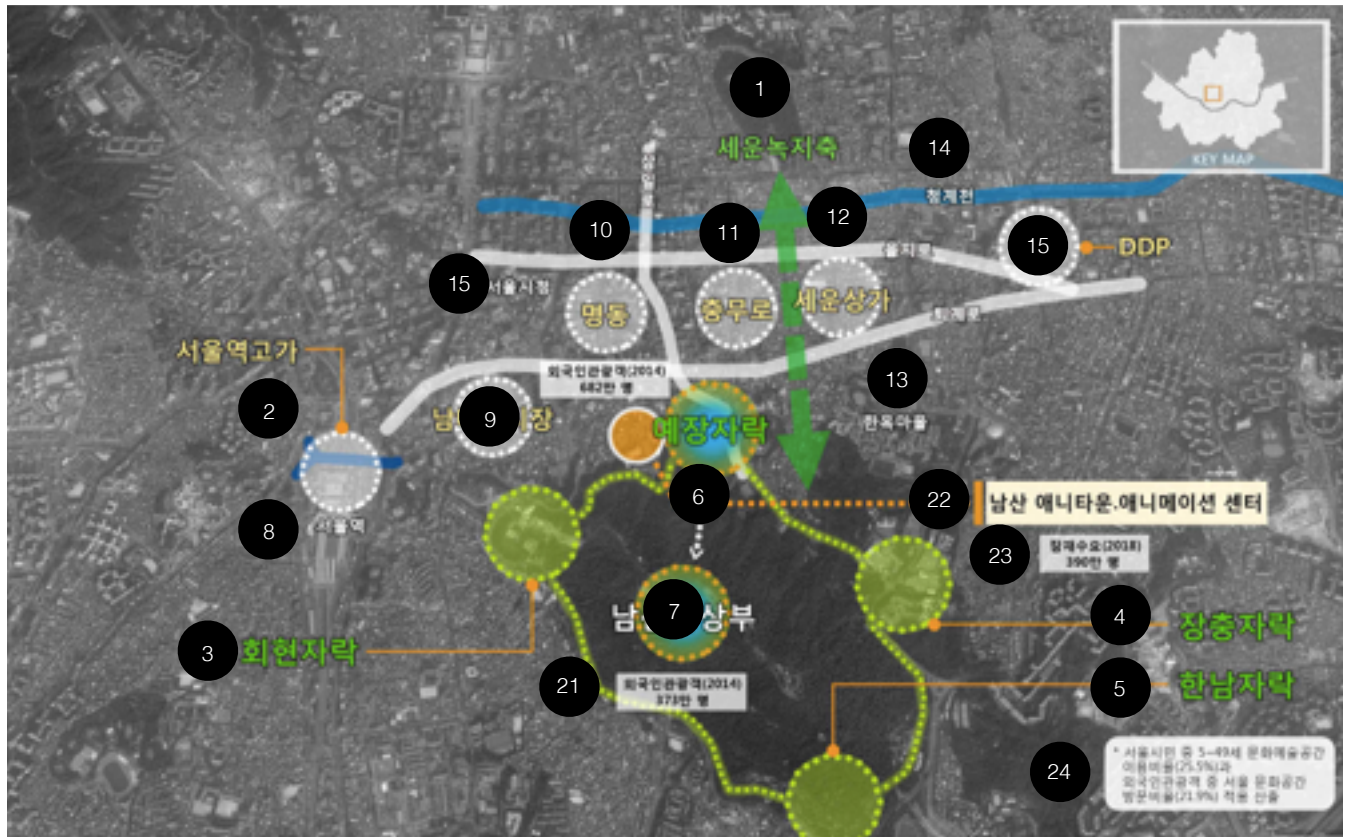 1
세운녹지축
14
KEY MAP
청계천
10
11
12
15
DDP
을지로
15
서울시청
명동
충무로
세운상가
퇴계로
서울역고가
외국인관광객(2014)
682만 명
13
2
9
예장자락
한옥마을
6
22
남산 애니타운.애니메이션 센터
8
서울역
23
잠재수요(2018)
390만 명
7
4
장충자락
3
회현자락
21
외국인관광객(2014)
373만 명
5
한남자락
24
* 서울시민 중 5~49세 문화예술공간
이용비율(25.5%)과
외국인관광객 중 서울 문화공간
방문비율(21.9%) 적용 산출